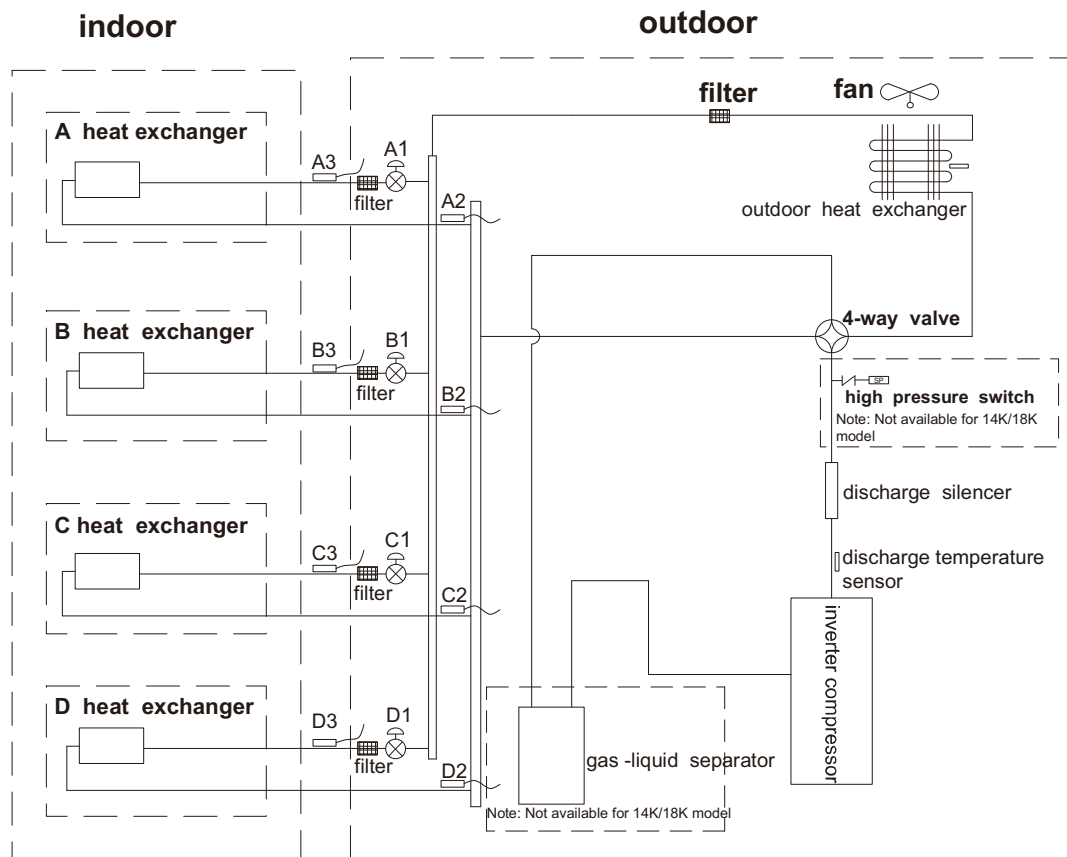 indoor
outdoor
filter
fan
A heat exchanger
A3
A1
filter
A2
outdoor heat exchanger
B heat exchanger
B3
B1
filter
B2
4-way valve
SP
high pressure switch
Note: Not available for 14K/18K
model
discharge silencer
C heat exchanger
C3
C1
filter
C2
discharge temperature
sensor
inverter compressor
D heat exchanger
D3
D1
filter
D2
gas -liquid separator
Note: Not available for 14K/18K model